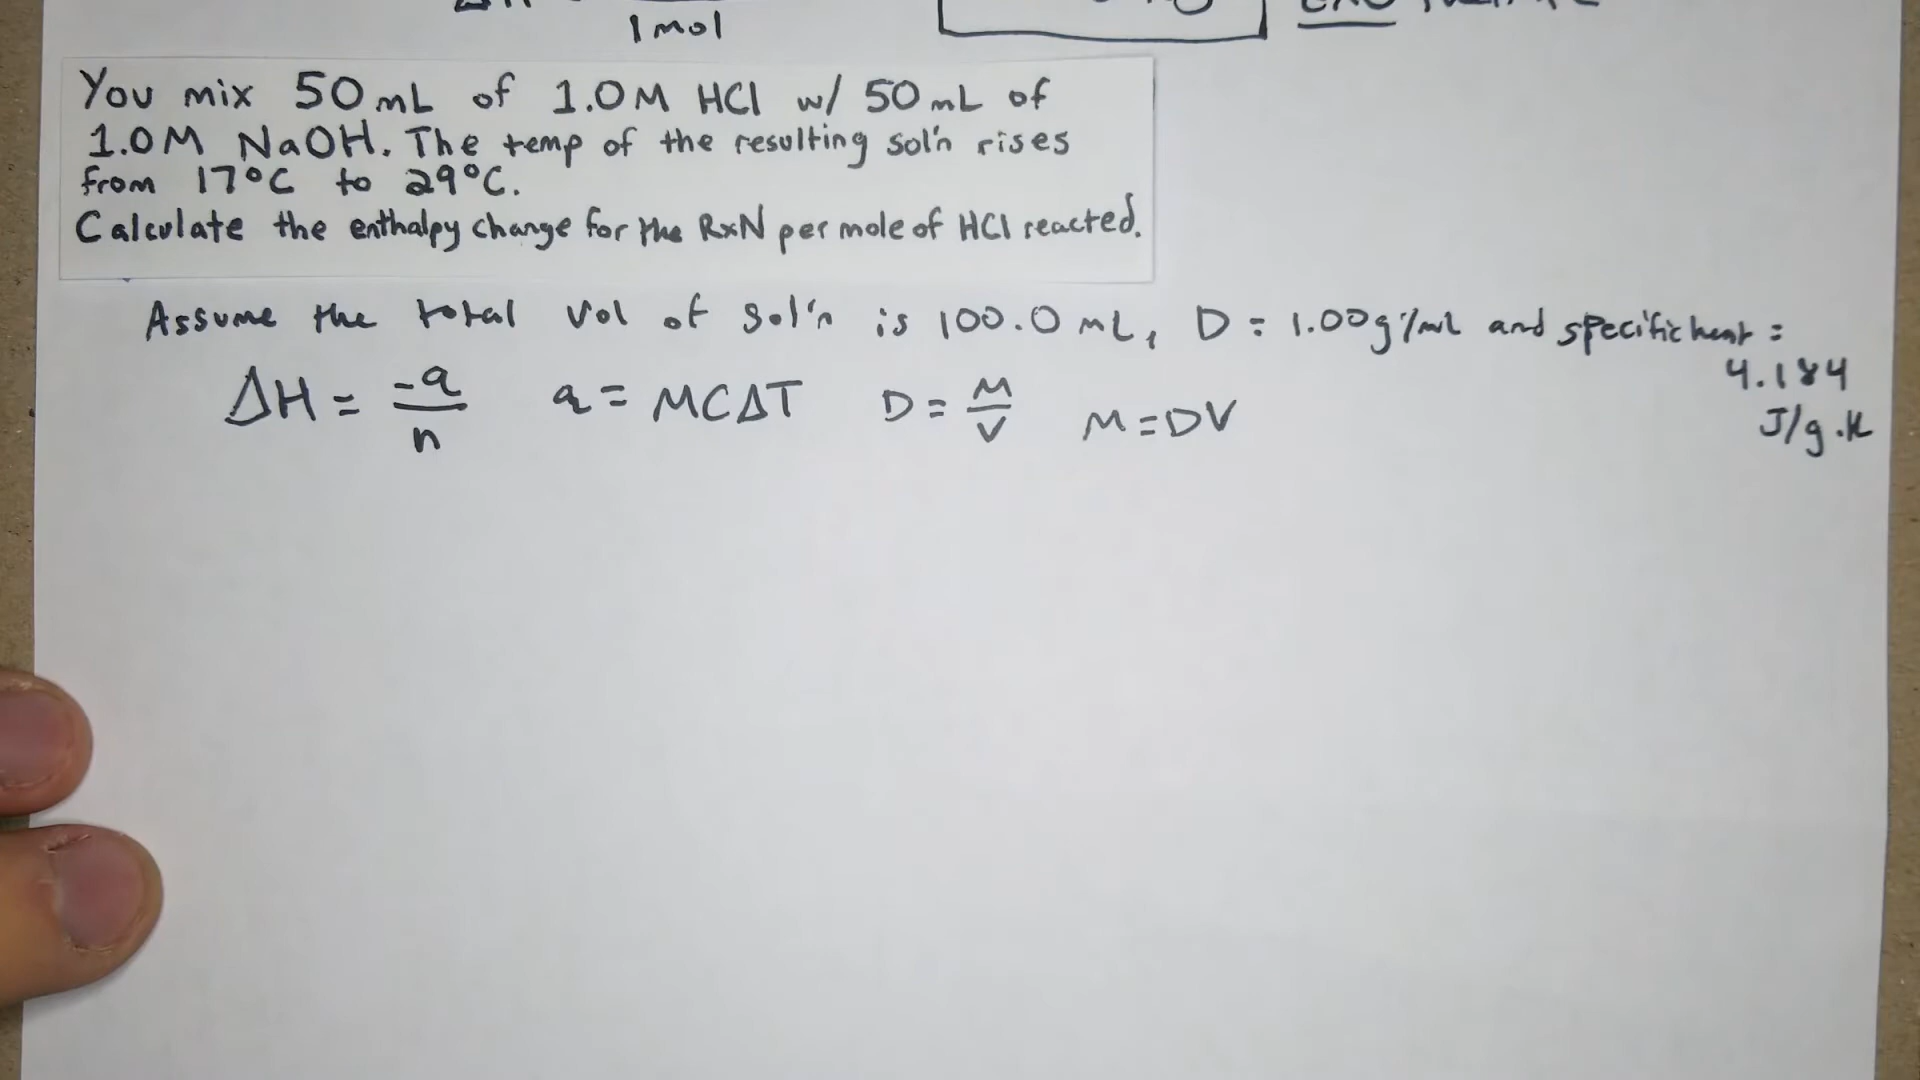 1 mol
You mix 50 mL of 1.0M HCl w/ 50 mL of
1.0M NaOH. The temp of the resulting sol'n rises
from 17°C to 29°C.
Calculate the enthalpy change for the RxN per mole of HCl reacted.
Assume the total vol of sol'n is 100.0 mL, D = 1.00g/mL and specific heat =
4.184
J/g.K
ΔH = -q/n q = MCΔT D = M/V M = DV